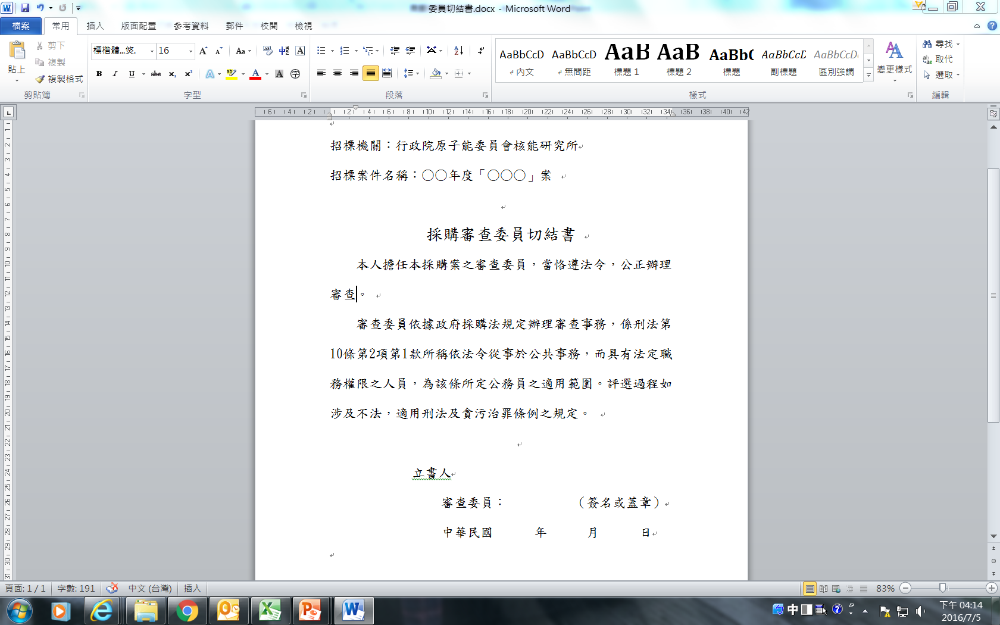 委員切結書.docx - Microsoft Word
檔案 常用 插入 版面配置 參考資料 郵件 校閱 檢視
剪下
複製
複製格式
貼上
剪貼簿
標楷體... 16
字型
段落
AaBbCcD AaBbCcD AaB AaB AaBb AaBbCcD AaBbCcD
內文 無間距 標題 1 標題 2 標題 副標題 區別強調
變更樣式
樣式
尋找
取代
選取
編輯
招標機關：行政院原子能委員會核能研究所
招標案件名稱：○○年度「○○○」案
採購審查委員切結書
本人擔任本採購案之審查委員，當恪遵法令，公正辦理
審查。
審查委員依據政府採購法規定辦理審查事務，係刑法第
10條第2項第1款所稱依法令從事於公共事務，而具有法定職
務權限之人員，為該條所定公務員之適用範圍。評選過程如
涉及不法，適用刑法及貪污治罪條例之規定。
立書人
審查委員： （簽名或蓋章）
中華民國 年 月 日
頁面: 1 / 1 字數: 191 中文 (台灣) 插入 83%
中
下午 04:14
2016/7/5